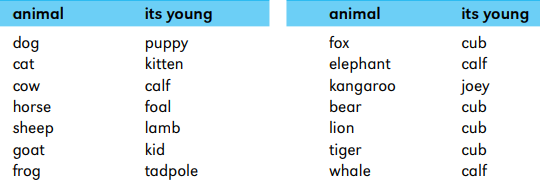 animal its young animal its young
dog puppy fox cub
cat kitten elephant calf
cow calf kangaroo joey
horse foal bear cub
sheep lamb lion cub
goat kid tiger cub
frog tadpole whale calf